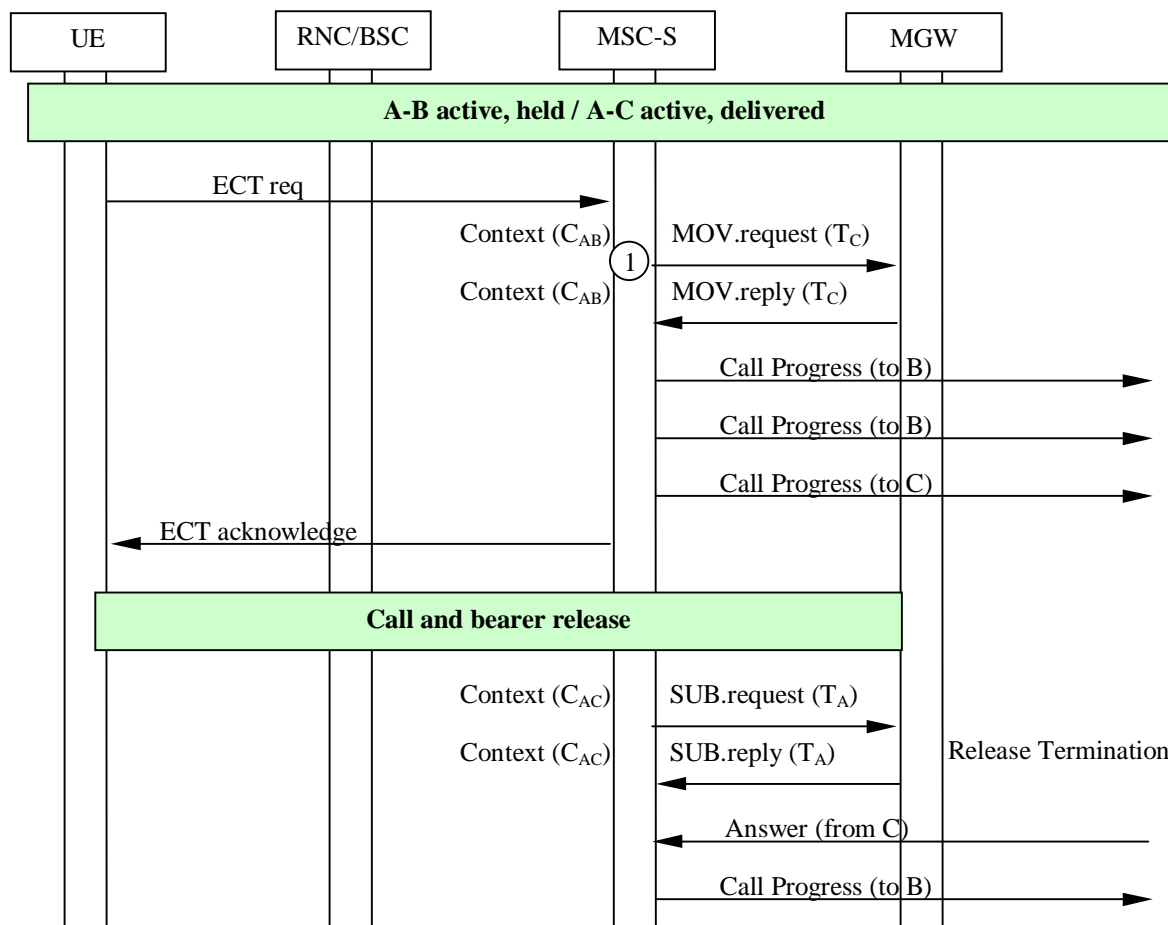 UE RNC/BSC MSC-S MGW
A-B active, held / A-C active, delivered
ECT req
Context (CAB) MOV.request (TC)
1
Context (CAB) MOV.reply (TC)
Call Progress (to B)
Call Progress (to B)
Call Progress (to C)
ECT acknowledge
Call and bearer release
Context (CAC) SUB.request (TA)
Context (CAC) SUB.reply (TA) Release Termination
Answer (from C)
Call Progress (to B)